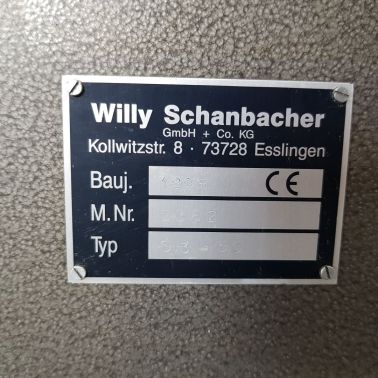 Willy Schanbacher
GmbH + Co. KG
Kollwitzstr. 8 · 73728 Esslingen
Bauj. CE
M.Nr.
Typ